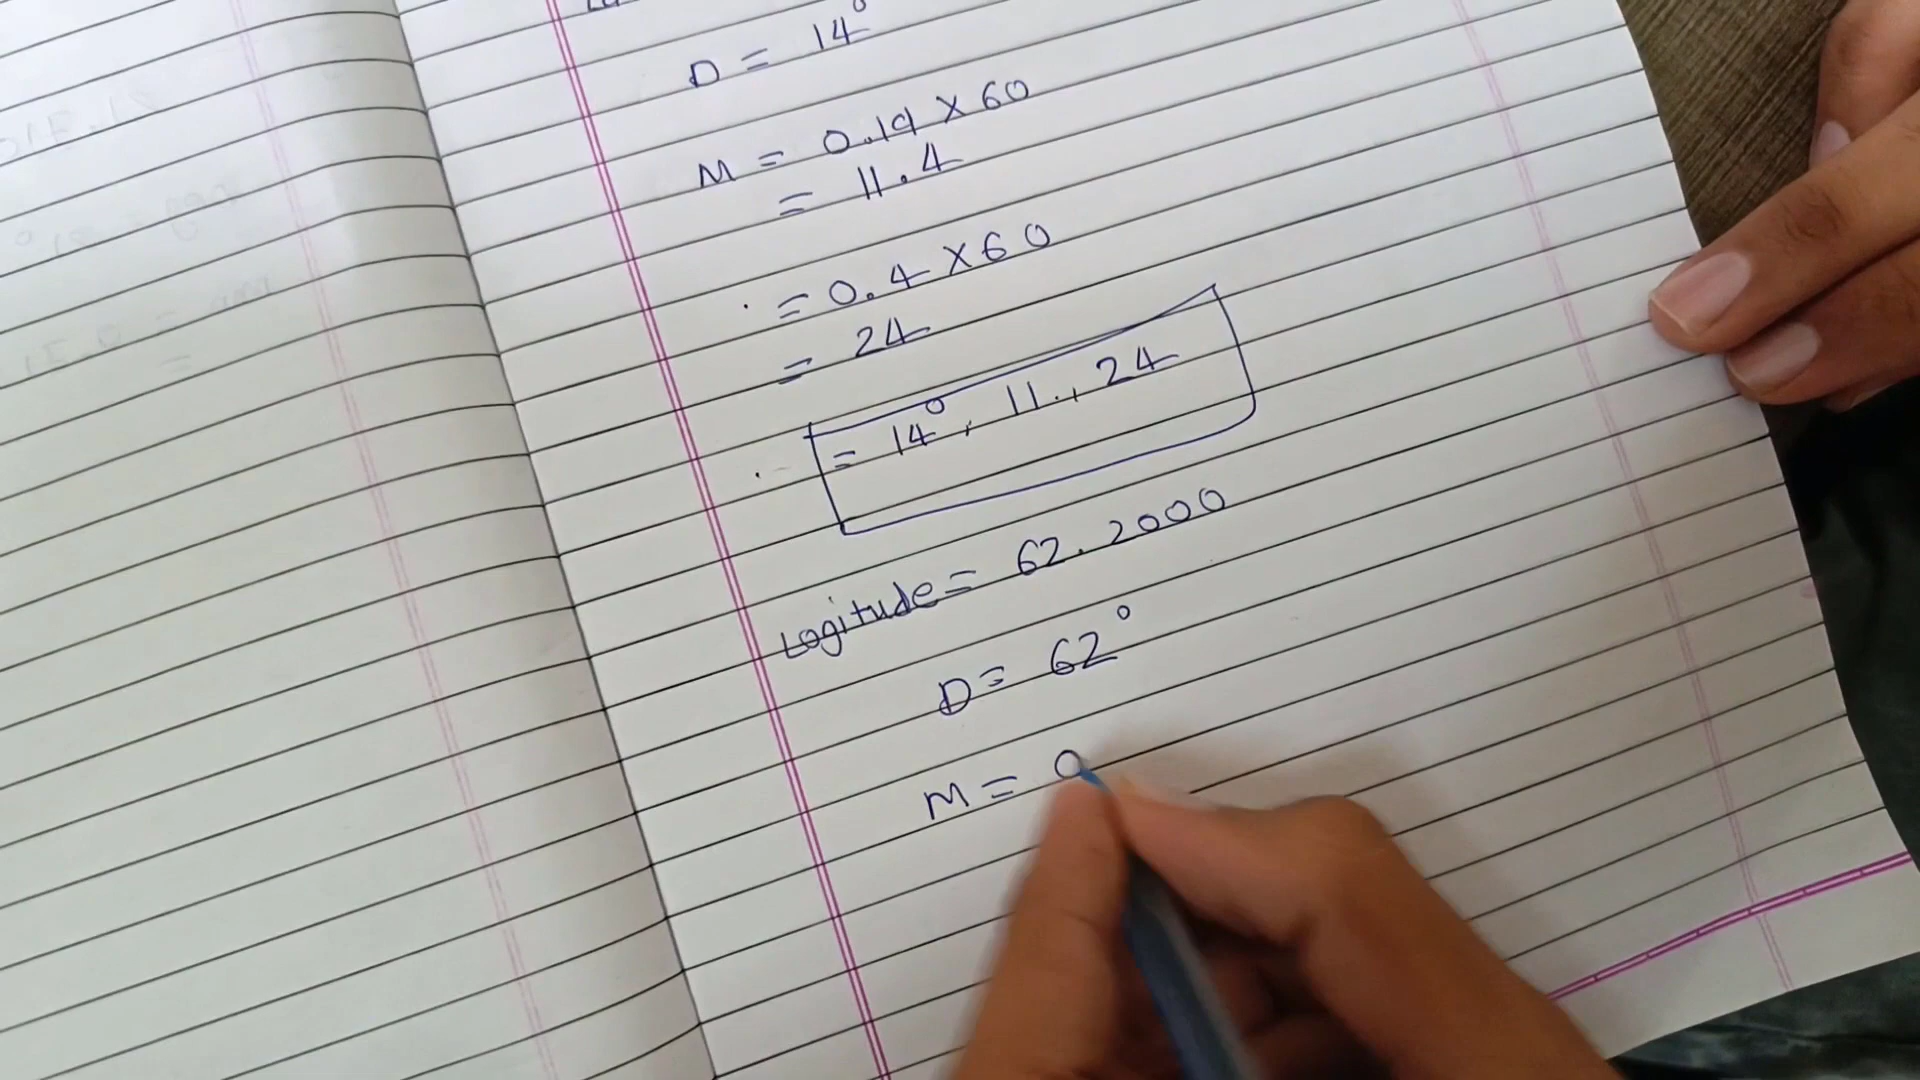 D = 14°
M = 0.19 × 60
= 11.4
= 0.4 × 60
= 24
= 14°, 11., 24
Logitude = 62.2000
D = 62°
M = 0